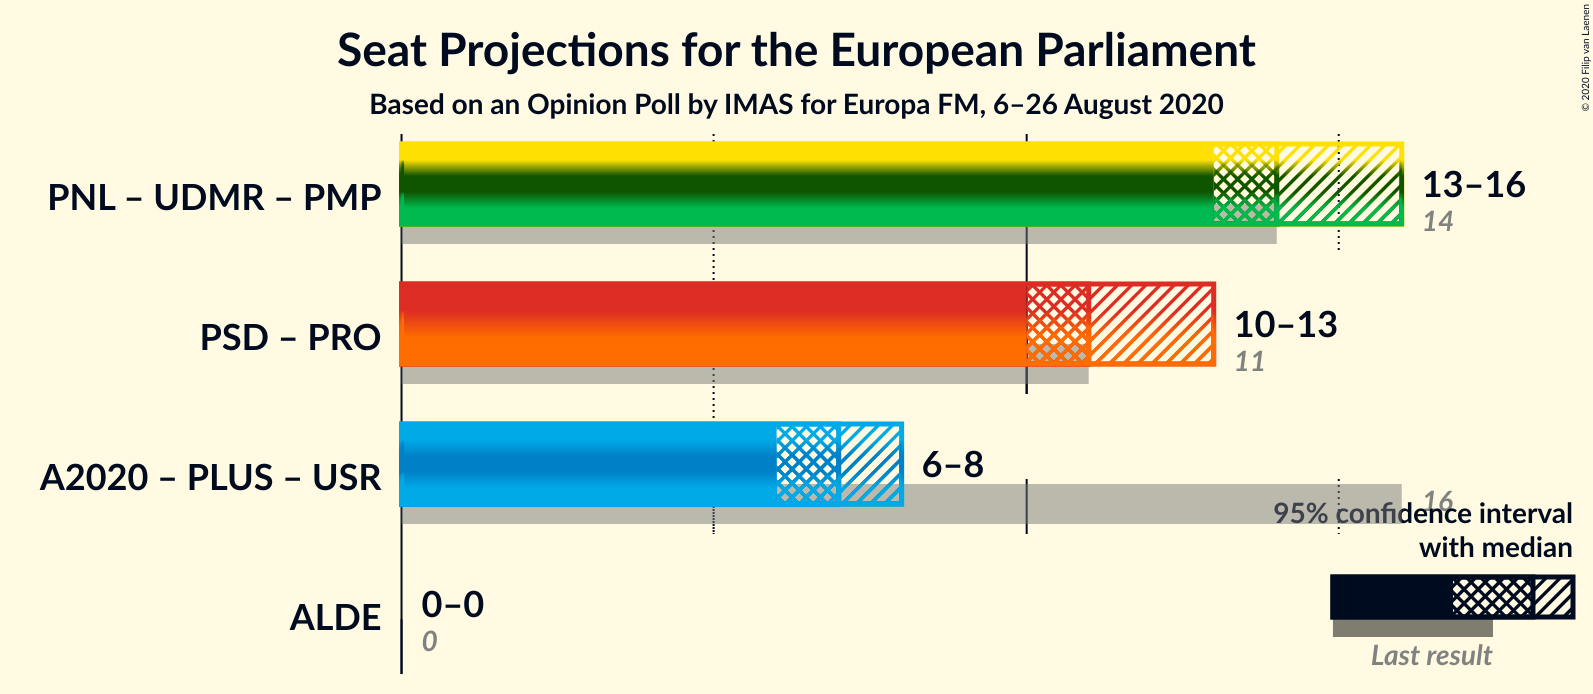 Seat Projections for the European Parliament
Based on an Opinion Poll by IMAS for Europa FM, 6–26 August 2020
© 2020 Filip van Laenen
PNL – UDMR – PMP
13–16
14
PSD – PRO
10–13
11
A2020 – PLUS – USR
6–8
16
ALDE
0–0
0
95% confidence interval
with median
Last result